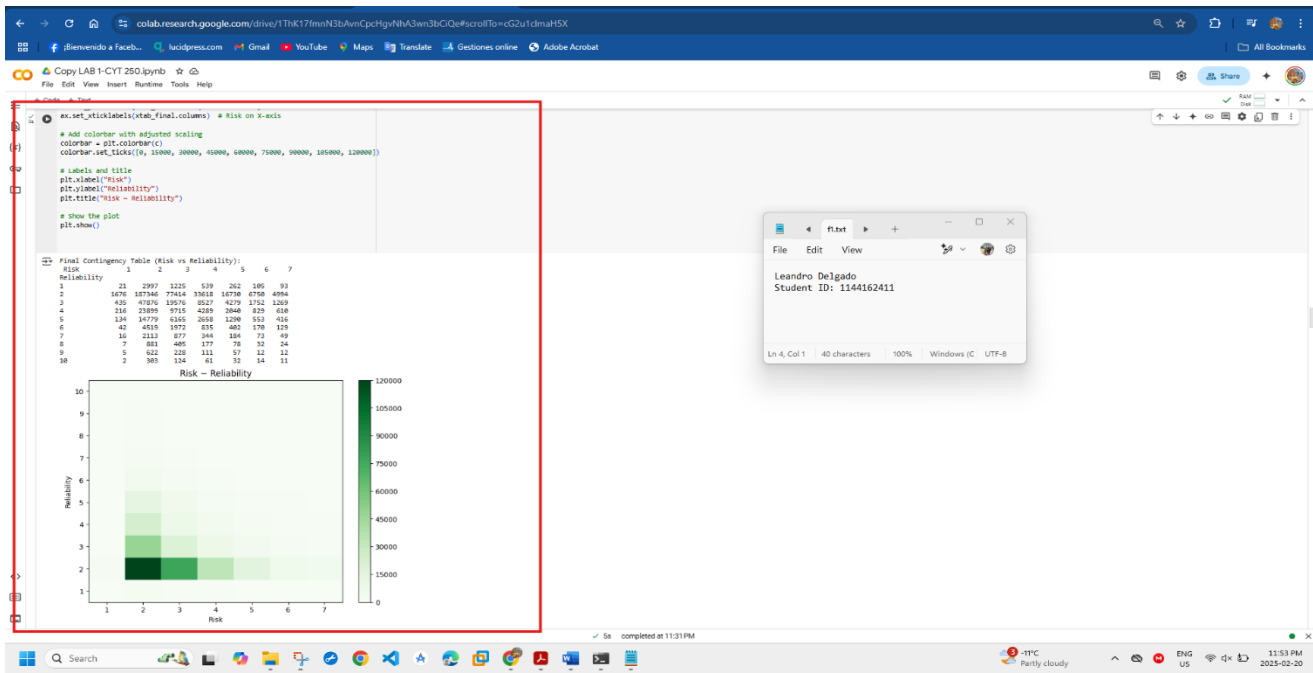 colab.research.google.com/drive/1ThK17fmnN3bAvnCpcHgvNhA3wn3bCiQe#scrollTo=cG2u1clmaH5X
;Bienvenido a Faceb... lucidpress.com Gmail YouTube Maps Translate Gestiones online Adobe Acrobat All Bookmarks
Copy LAB 1-CYT 250.ipynb
File Edit View Insert Runtime Tools Help
Share
+ Code + Text
RAM
Disk
ax.set_xticklabels(xtab_final.columns) # Risk on X-axis
# Add colorbar with adjusted scaling
colorbar = plt.colorbar(c)
colorbar.set_ticks([0, 15000, 30000, 45000, 60000, 75000, 90000, 105000, 120000])
# Labels and title
plt.xlabel("Risk")
plt.ylabel("Reliability")
plt.title("Risk ~ Reliability")
# Show the plot
plt.show()
Final Contingency Table (Risk vs Reliability):
Risk 1 2 3 4 5 6 7
Reliability
1 21 2997 1225 539 262 105 93
2 1676 187346 77414 33618 16730 6750 4994
3 435 47876 19576 8527 4279 1752 1269
4 216 23899 9715 4289 2040 829 610
5 134 14779 6165 2658 1290 553 416
6 42 4519 1972 835 402 170 129
7 16 2113 877 344 184 73 49
8 7 881 405 177 78 32 24
9 5 622 228 111 57 12 12
10 2 303 124 61 32 14 11
Risk ~ Reliability
10
9
8
7
6
5
4
3
2
1
Reliability
1 2 3 4 5 6 7
Risk
120000
105000
90000
75000
60000
45000
30000
15000
0
f1.txt
File Edit View
Leandro Delgado
Student ID: 1144162411
Ln 4, Col 1 40 characters 100% Windows (C UTF-8
5s completed at 11:31 PM
Search
3
-11°C
Partly cloudy
ENG
US
11:53 PM
2025-02-20